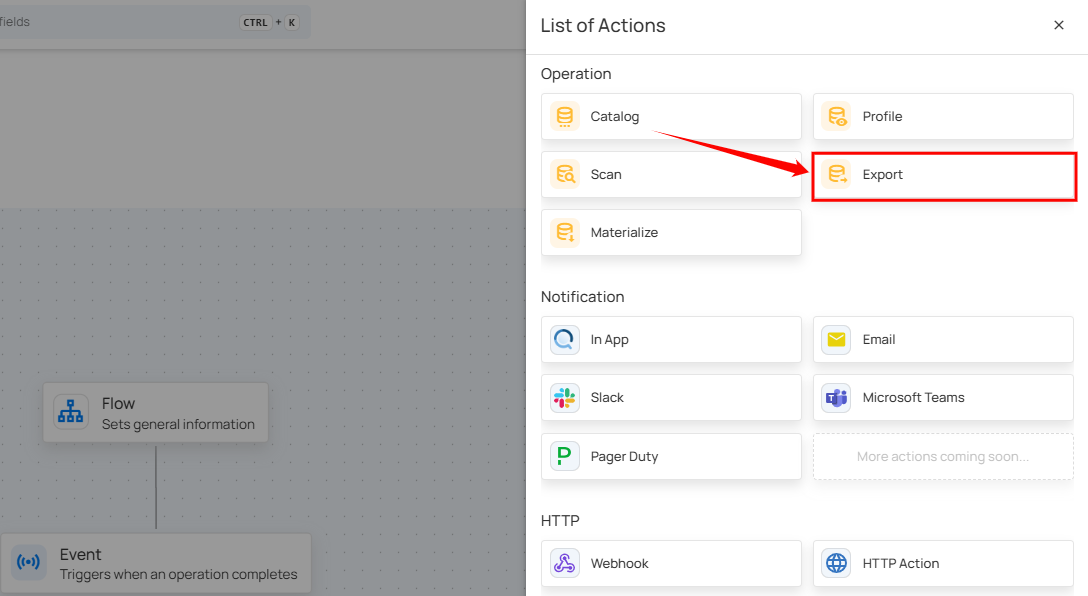 fields
CTRL + K
List of Actions
Operation
Catalog
Profile
Scan
Export
Materialize
Notification
In App
Email
Slack
Microsoft Teams
Pager Duty
More actions coming soon...
HTTP
Webhook
HTTP Action
Flow
Sets general information
Event
Triggers when an operation completes